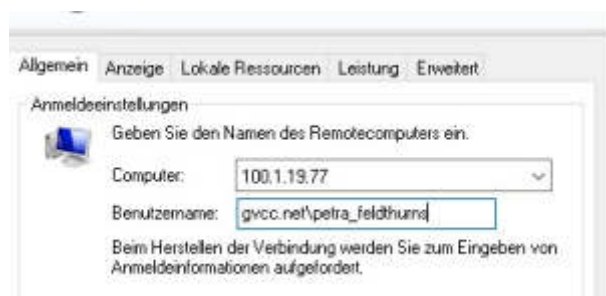 Allgemein Anzeige Lokale Ressourcen Leistung Erweitert
Anmeldeeinstellungen
Geben Sie den Namen des Remotecomputers ein.
Computer: 100.1.19.77
Benutzername: gvcc.net\petra_feldthurns
Beim Herstellen der Verbindung werden Sie zum Eingeben von
Anmeldeinformationen aufgefordert.